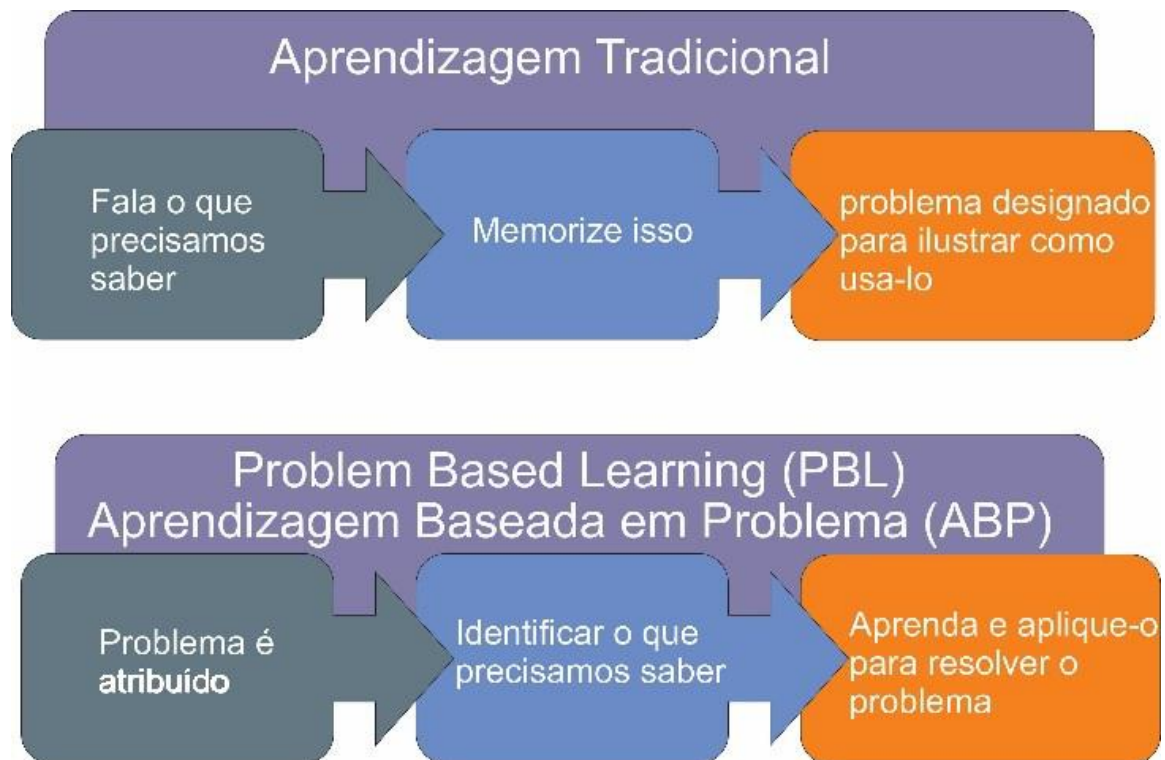 Aprendizagem Tradicional
Fala o que
precisamos
saber
Memorize isso
problema designado
para ilustrar como
usa-lo
Problem Based Learning (PBL)
Aprendizagem Baseada em Problema (ABP)
Problema é
atribuído
Identificar o que
precisamos saber
Aprenda e aplique-o
para resolver o
problema